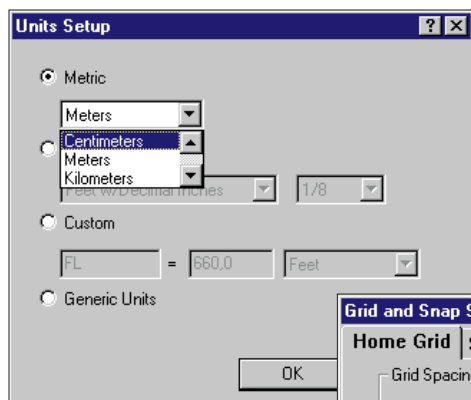 Units Setup
Metric
Meters
Centimeters
Meters
Kilometers
Feet w/Decimal Inches 1/8
Custom
FL = 660,0 Feet
Generic Units
Grid and Snap S
Home Grid
OK
Grid Spacin